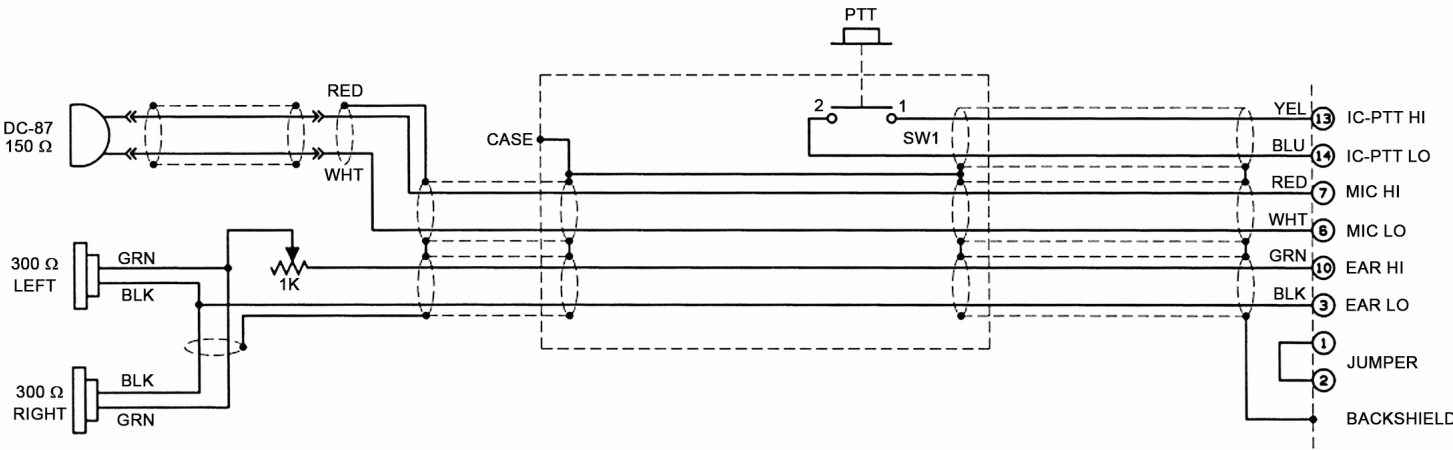 PTT
RED
2
1
YEL
13
IC-PTT HI
DC-87
150 Ω
CASE
SW1
BLU
14
IC-PTT LO
WHT
RED
7
MIC HI
WHT
6
MIC LO
300 Ω
LEFT
GRN
BLK
1K
GRN
10
EAR HI
BLK
3
EAR LO
1
JUMPER
2
300 Ω
RIGHT
BLK
GRN
BACKSHIELD